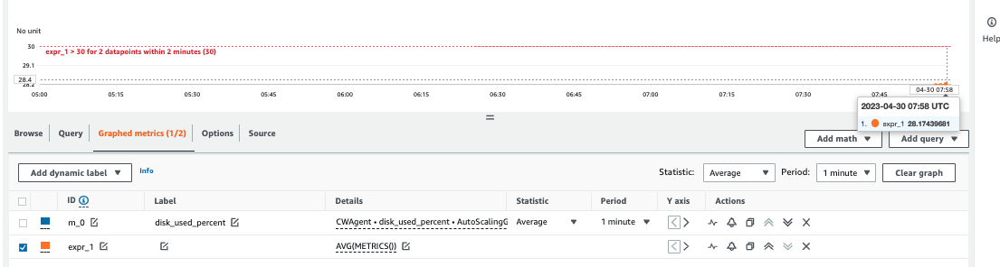 No unit
30
expr_1 > 30 for 2 datapoints within 2 minutes (30)
29.1
28.4
28.2
05:00 05:15 05:30 05:45 06:00 06:15 06:30 06:45 07:00 07:15 07:30 07:45 04-30 07:58
2023-04-30 07:58 UTC
1. expr_1 28.17439681
Help
Browse Query Graphed metrics (1/2) Options Source
Add math ▼ Add query ▼
Add dynamic label ▼ Info Statistic: Average ▼ Period: 1 minute ▼ Clear graph
ID Label Details Statistic Period Y axis Actions
m_0 disk_used_percent CWAgent • disk_used_percent • AutoScalingG Average ▼ 1 minute ▼ < >
expr_1 AVG(METRICS()) < >